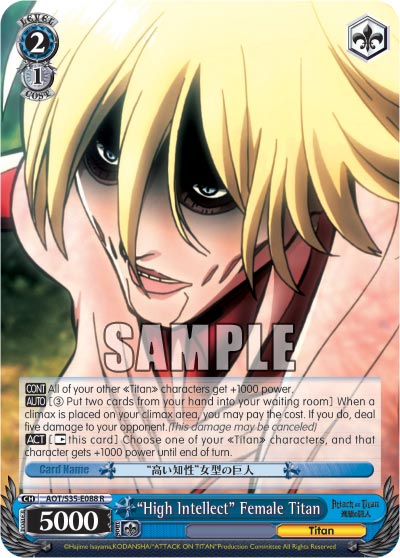 LEVEL
2
1
COST
SAMPLE
CONT All of your other «Titan» characters get +1000 power.
AUTO [③ Put two cards from your hand into your waiting room] When a
climax is placed on your climax area, you may pay the cost. If you do, deal
five damage to your opponent.(This damage may be canceled)
ACT [this card] Choose one of your «Titan» characters, and that
character gets +1000 power until end of turn.
Card Name
“高い知性”女型の巨人
CH AOT/S35-E088 R
“High Intellect” Female Titan
Attack on Titan
進撃の巨人
POWER
5000
SOUL
Titan
©Hajime Isayama,KODANSHA/"ATTACK ON TITAN"Production Committee All Rights Reserved